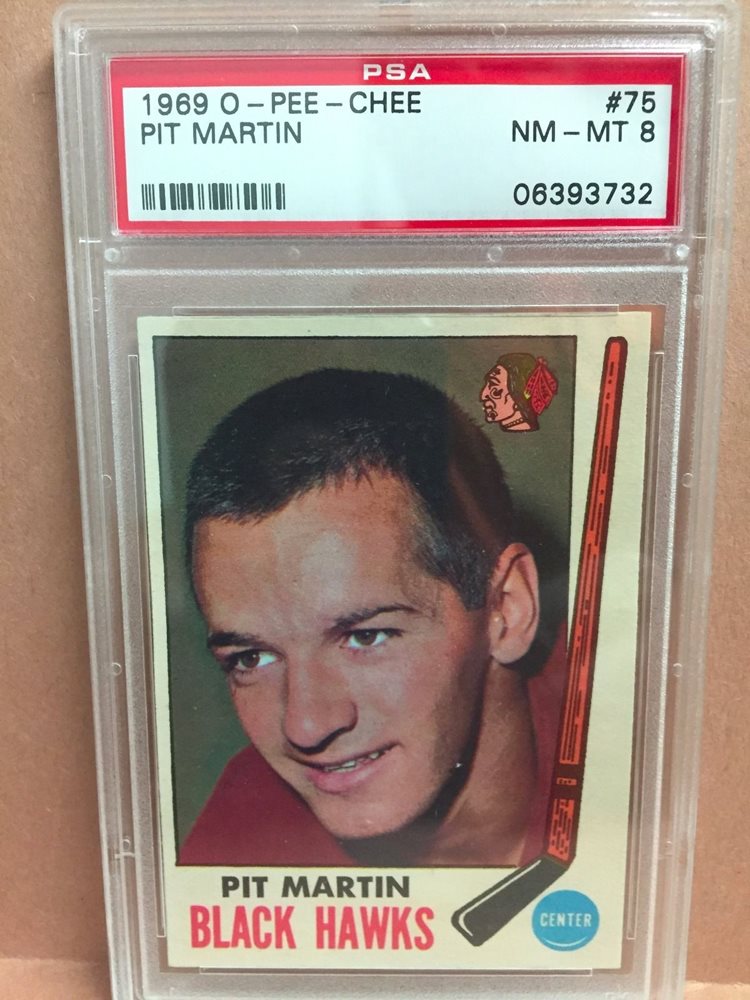 PSA
1969 O-PEE-CHEE #75
PIT MARTIN NM-MT 8
06393732
PIT MARTIN
BLACK HAWKS
CENTER